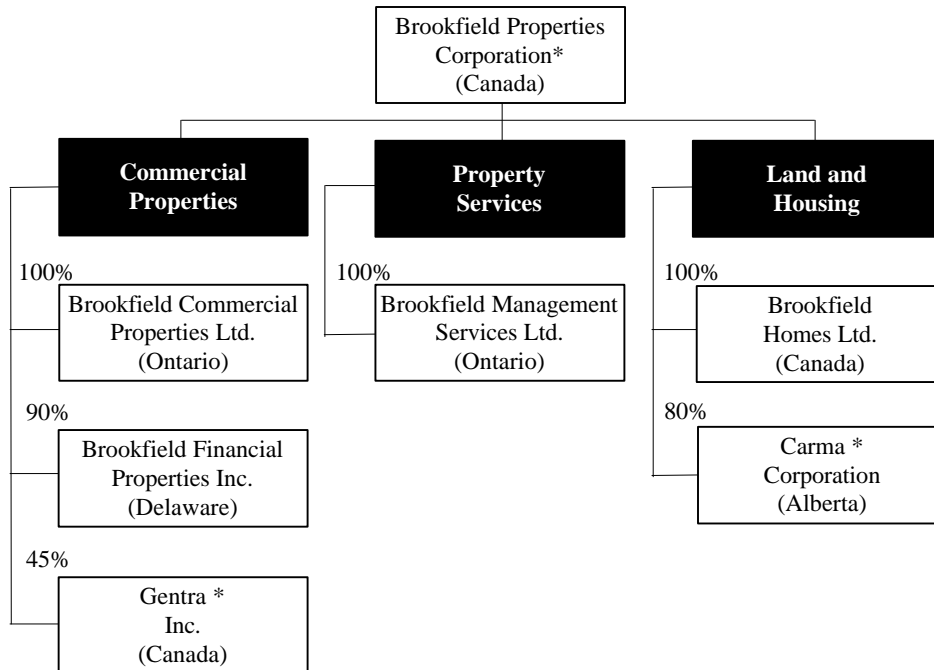 Brookfield Properties
Corporation*
(Canada)
Commercial
Properties
Property
Services
Land and
Housing
100%
Brookfield Commercial
Properties Ltd.
(Ontario)
100%
Brookfield Management
Services Ltd.
(Ontario)
100%
Brookfield
Homes Ltd.
(Canada)
90%
Brookfield Financial
Properties Inc.
(Delaware)
80%
Carma *
Corporation
(Alberta)
45%
Gentra *
Inc.
(Canada)